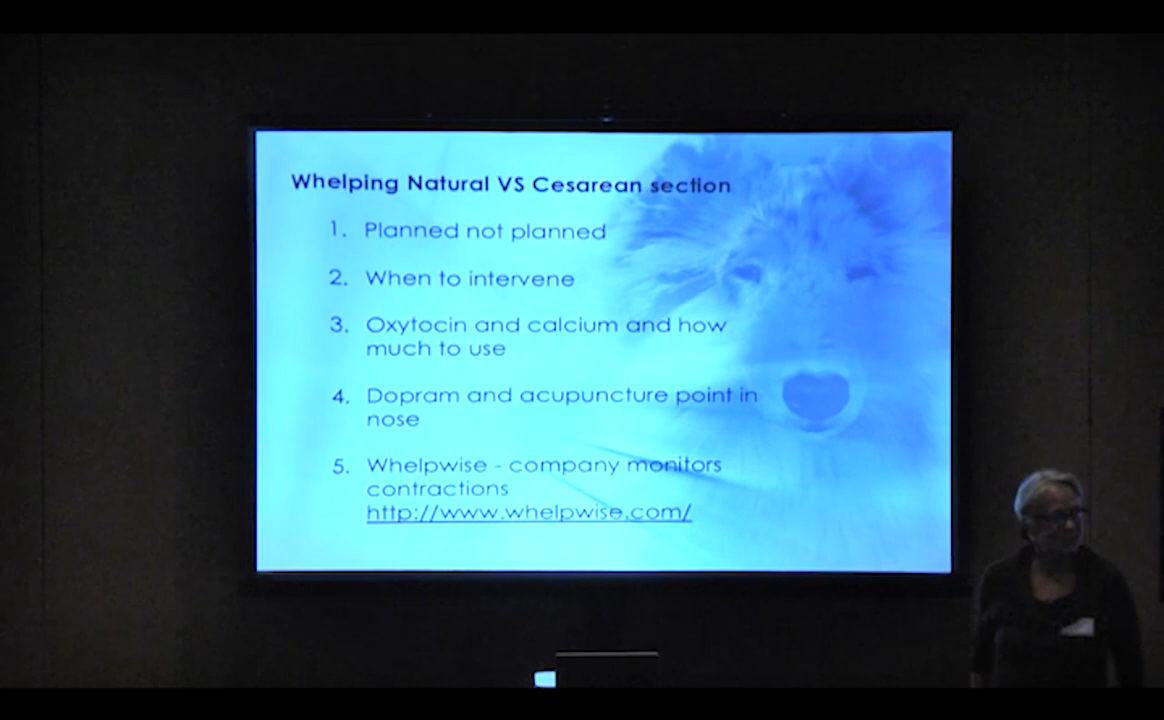 Whelping Natural VS Cesarean section
1. Planned not planned
2. When to intervene
3. Oxytocin and calcium and how
much to use
4. Dopram and acupuncture point in
nose
5. Whelpwise - company monitors
contractions
http://www.whelpwise.com/